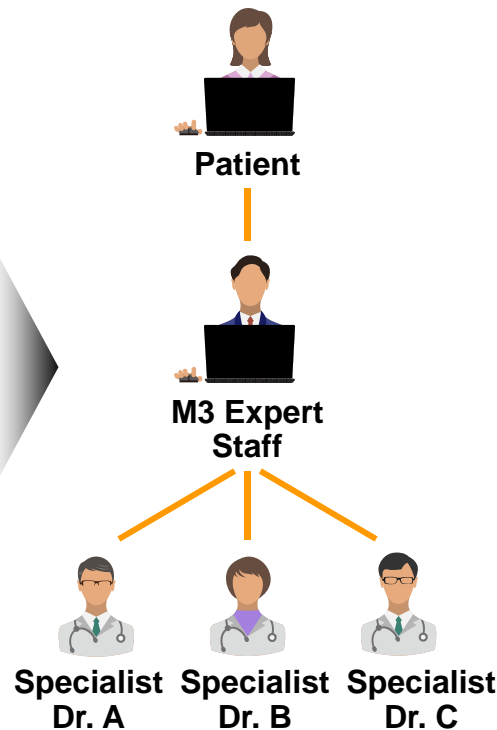 Patient
M3 Expert
Staff
Specialist Specialist Specialist
Dr. A Dr. B Dr. C